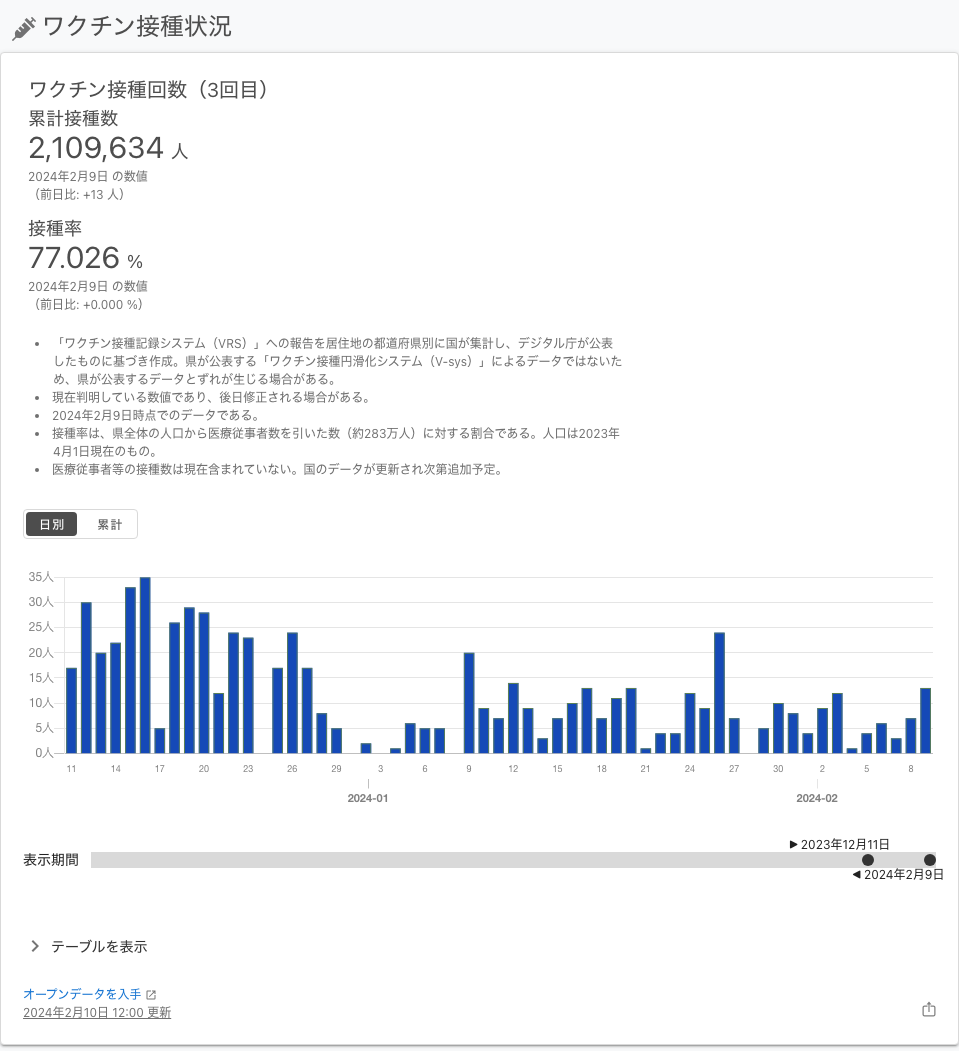 ワクチン接種状況
ワクチン接種回数（3回目）
累計接種数
2,109,634 人
2024年2月9日 の数値
（前日比: +13 人）
接種率
77.026 %
2024年2月9日 の数値
（前日比: +0.000 %）
• 「ワクチン接種記録システム（VRS）」への報告を居住地の都道府県別に国が集計し、デジタル庁が公表
したものに基づき作成。県が公表する「ワクチン接種円滑化システム（V-sys）」によるデータではないた
め、県が公表するデータとずれが生じる場合がある。
• 現在判明している数値であり、後日修正される場合がある。
• 2024年2月9日時点でのデータである。
• 接種率は、県全体の人口から医療従事者数を引いた数（約283万人）に対する割合である。人口は2023年
4月1日現在のもの。
• 医療従事者等の接種数は現在含まれていない。国のデータが更新され次第追加予定。
日別 累計
35人
30人
25人
20人
15人
10人
5人
0人
11 14 17 20 23 26 29 3 6 9 12 15 18 21 24 27 30 2 5 8
2024-01 2024-02
▶ 2023年12月11日
表示期間
◀ 2024年2月9日
テーブルを表示
オープンデータを入手
2024年2月10日 12:00 更新